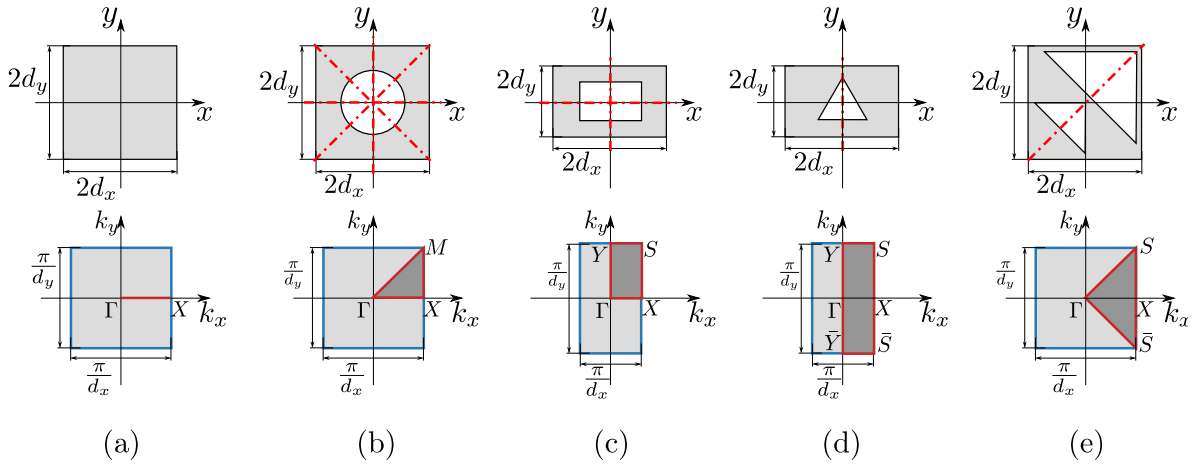 y
2d_y
x
2d_x
k_y
π/d_y
Γ
X
k_x
π/d_x
(a)
y
2d_y
x
2d_x
k_y
M
π/d_y
Γ
X
k_x
π/d_x
(b)
y
2d_y
x
2d_x
k_y
Y
S
π/d_y
Γ
X
k_x
π/d_x
(c)
y
2d_y
x
2d_x
k_y
Y
S
π/d_y
Γ
X
k_x
Ȳ
S̄
π/d_x
(d)
y
2d_y
x
2d_x
k_y
S
π/d_y
Γ
X
k_x
S̄
π/d_x
(e)